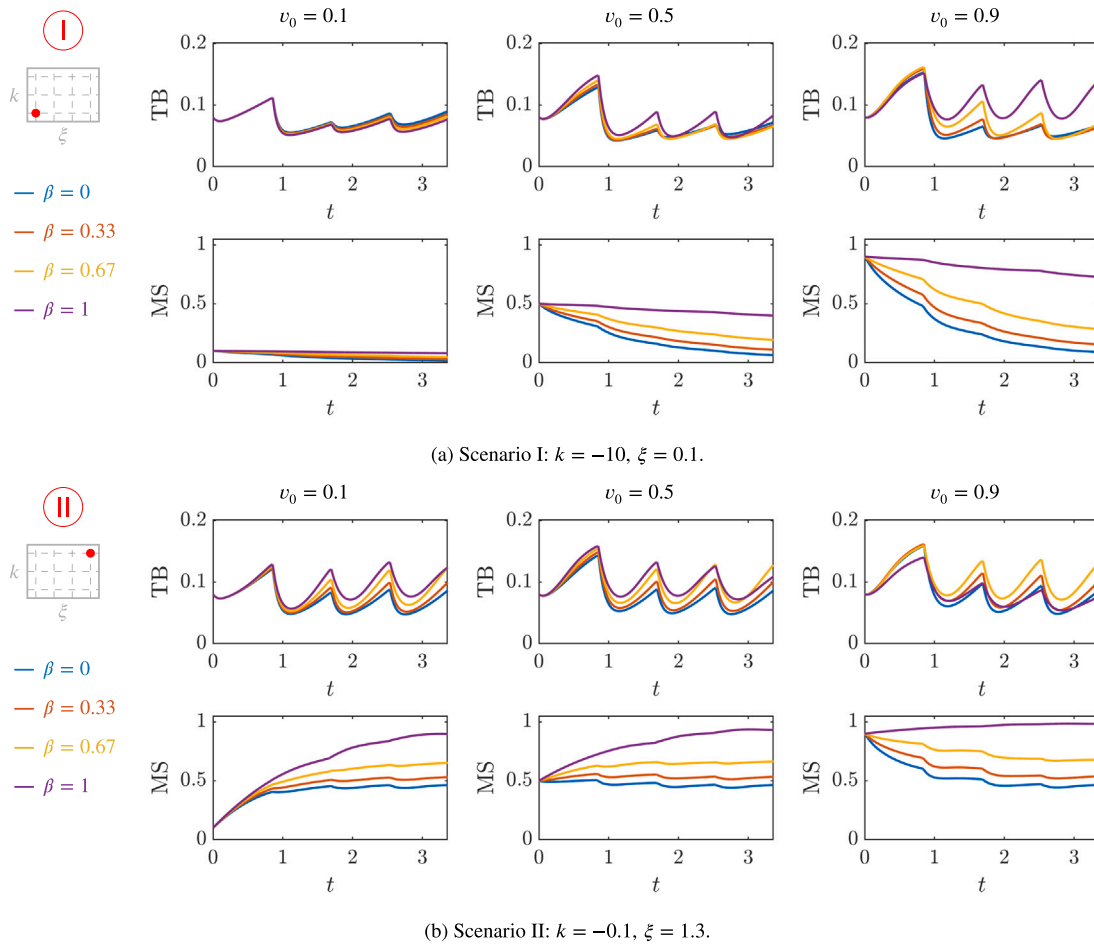 I
k
ξ
β = 0
β = 0.33
β = 0.67
β = 1
v₀ = 0.1
v₀ = 0.5
v₀ = 0.9
TB
0.2
0.1
0
0 1 2 3
t
TB
0.2
0.1
0
0 1 2 3
t
TB
0.2
0.1
0
0 1 2 3
t
MS
1
0.5
0
0 1 2 3
t
MS
1
0.5
0
0 1 2 3
t
MS
1
0.5
0
0 1 2 3
t
(a) Scenario I: k = −10, ξ = 0.1.
II
k
ξ
β = 0
β = 0.33
β = 0.67
β = 1
v₀ = 0.1
v₀ = 0.5
v₀ = 0.9
TB
0.2
0.1
0
0 1 2 3
t
TB
0.2
0.1
0
0 1 2 3
t
TB
0.2
0.1
0
0 1 2 3
t
MS
1
0.5
0
0 1 2 3
t
MS
1
0.5
0
0 1 2 3
t
MS
1
0.5
0
0 1 2 3
t
(b) Scenario II: k = −0.1, ξ = 1.3.